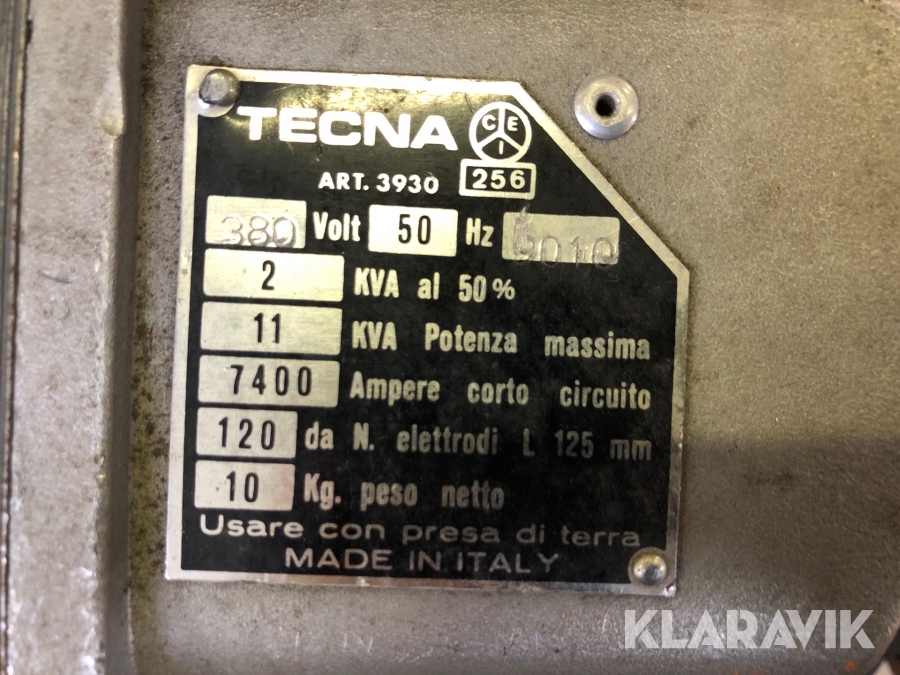 TECNA CEI
ART. 3930 256
380 Volt 50 Hz
2 KVA al 50%
11 KVA Potenza massima
7400 Ampere corto circuito
120 da N. elettrodi L 125 mm
10 Kg. peso netto
Usare con presa di terra
MADE IN ITALY
KLARAVIK